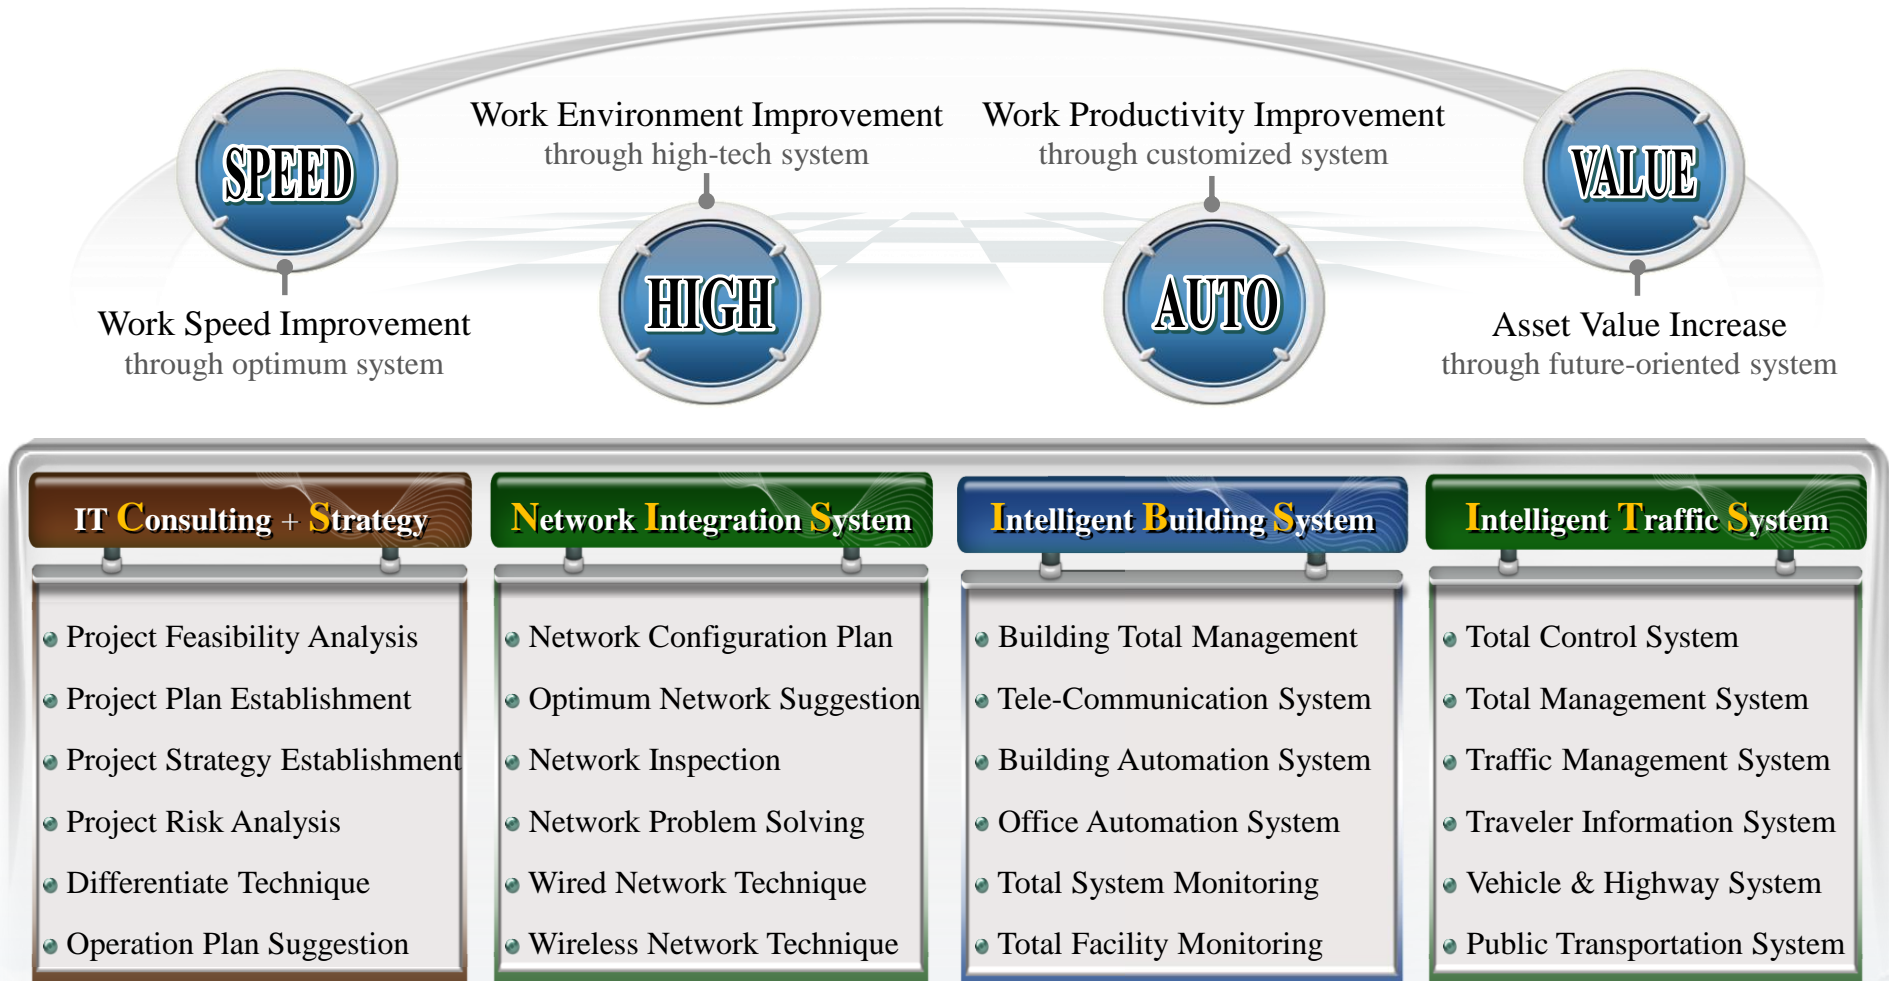 SPEED
Work Speed Improvement
through optimum system
Work Environment Improvement
through high-tech system
HIGH
Work Productivity Improvement
through customized system
AUTO
VALUE
Asset Value Increase
through future-oriented system
IT Consulting + Strategy
Project Feasibility Analysis
Project Plan Establishment
Project Strategy Establishment
Project Risk Analysis
Differentiate Technique
Operation Plan Suggestion
Network Integration System
Network Configuration Plan
Optimum Network Suggestion
Network Inspection
Network Problem Solving
Wired Network Technique
Wireless Network Technique
Intelligent Building System
Building Total Management
Tele-Communication System
Building Automation System
Office Automation System
Total System Monitoring
Total Facility Monitoring
Intelligent Traffic System
Total Control System
Total Management System
Traffic Management System
Traveler Information System
Vehicle & Highway System
Public Transportation System